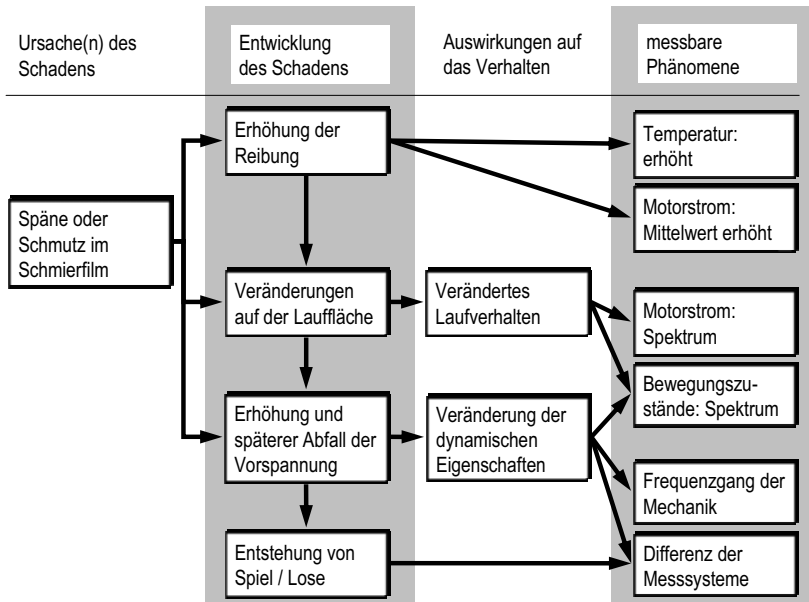 Ursache(n) des
Schadens
Entwicklung
des Schadens
Auswirkungen auf
das Verhalten
messbare
Phänomene
Späne oder
Schmutz im
Schmierfilm
Erhöhung der
Reibung
Veränderungen
auf der Lauffläche
Erhöhung und
späterer Abfall der
Vorspannung
Entstehung von
Spiel / Lose
Verändertes
Laufverhalten
Veränderung der
dynamischen
Eigenschaften
Temperatur:
erhöht
Motorstrom:
Mittelwert erhöht
Motorstrom:
Spektrum
Bewegungszu-
stände: Spektrum
Frequenzgang der
Mechanik
Differenz der
Messsysteme